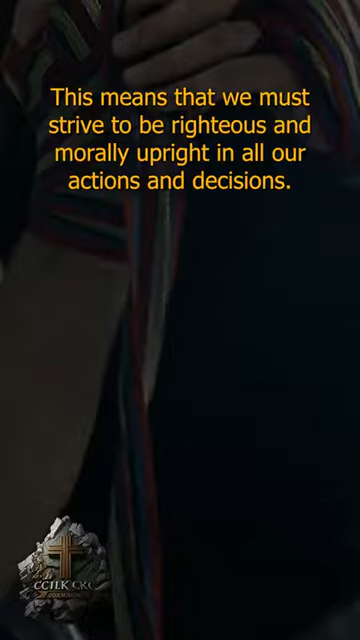 This means that we must
strive to be righteous and
morally upright in all our
actions and decisions.